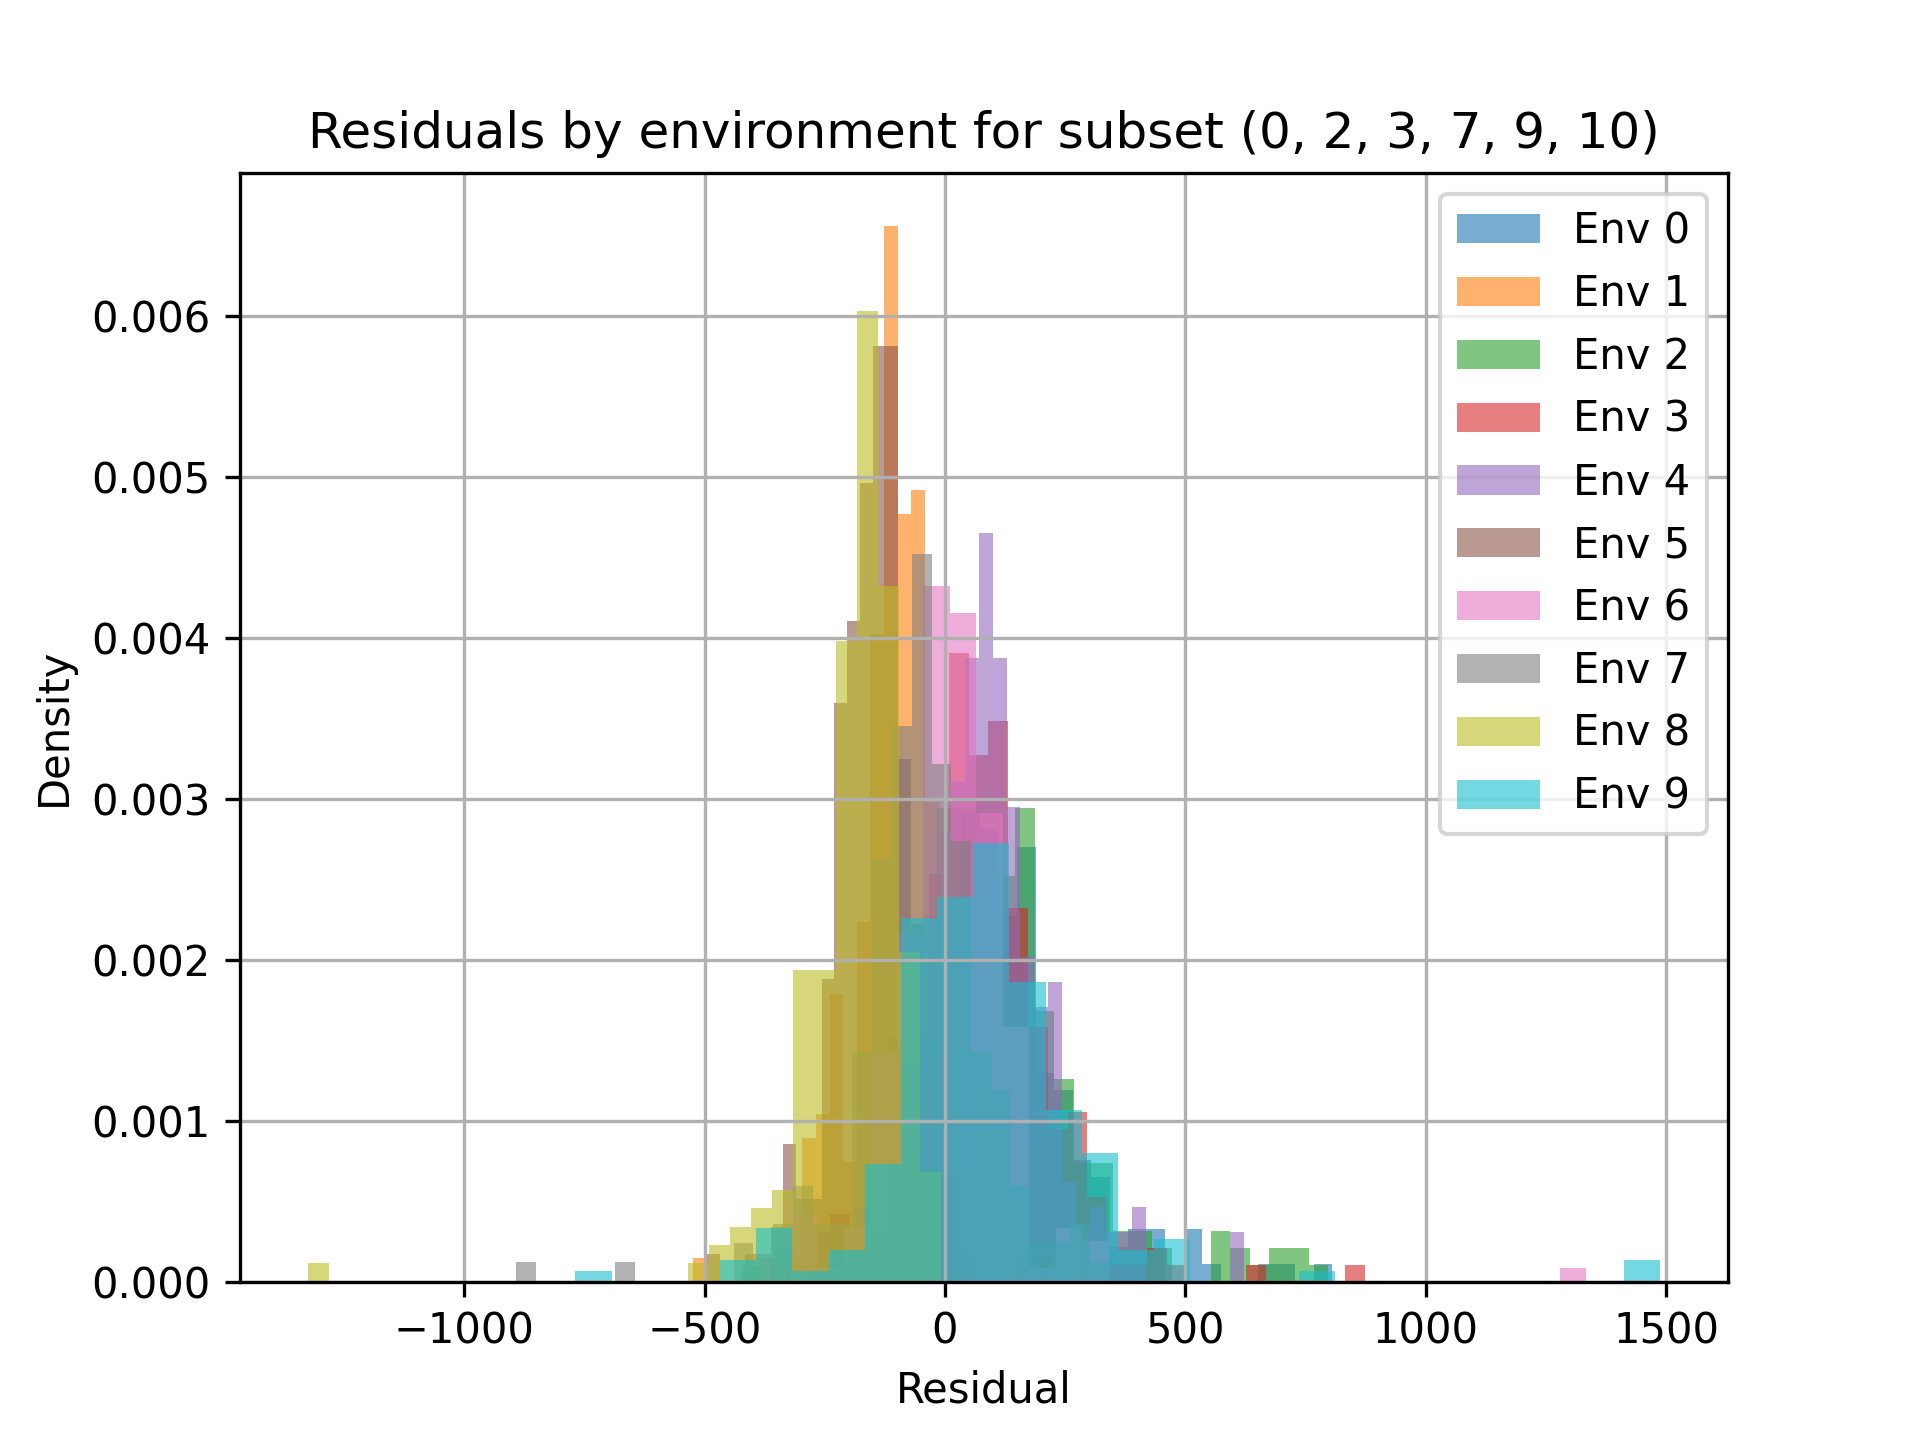 Residuals by environment for subset (0, 2, 3, 7, 9, 10)
Env 0
Env 1
Env 2
Env 3
Env 4
Env 5
Env 6
Env 7
Env 8
Env 9
Density
0.006
0.005
0.004
0.003
0.002
0.001
0.000
−1000 −500 0 500 1000 1500
Residual